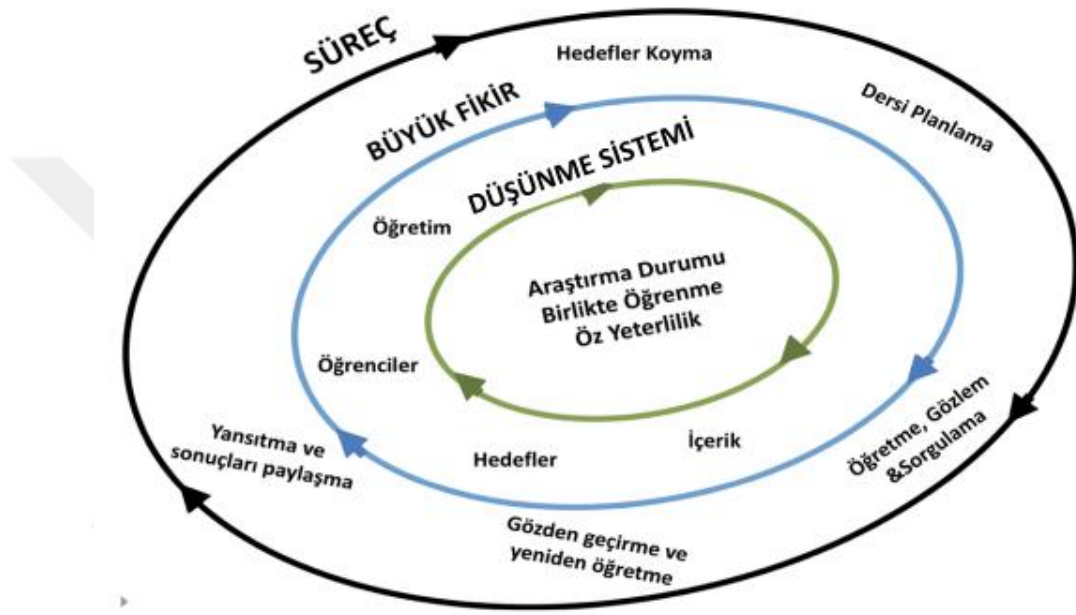 SÜREÇ
Hedefler Koyma
Dersi Planlama
Öğretme, Gözlem
&Sorgulama
Gözden geçirme ve
yeniden öğretme
Yansıtma ve
sonuçları paylaşma
BÜYÜK FİKİR
Öğretim
Öğrenciler
Hedefler
İçerik
DÜŞÜNME SİSTEMİ
Araştırma Durumu
Birlikte Öğrenme
Öz Yeterlilik